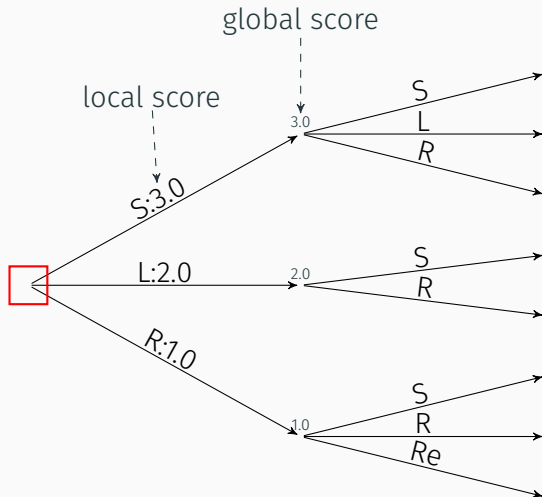 global score
local score
S:3.0
3.0
S
L
R
L:2.0
2.0
S
R
R:1.0
1.0
S
R
Re